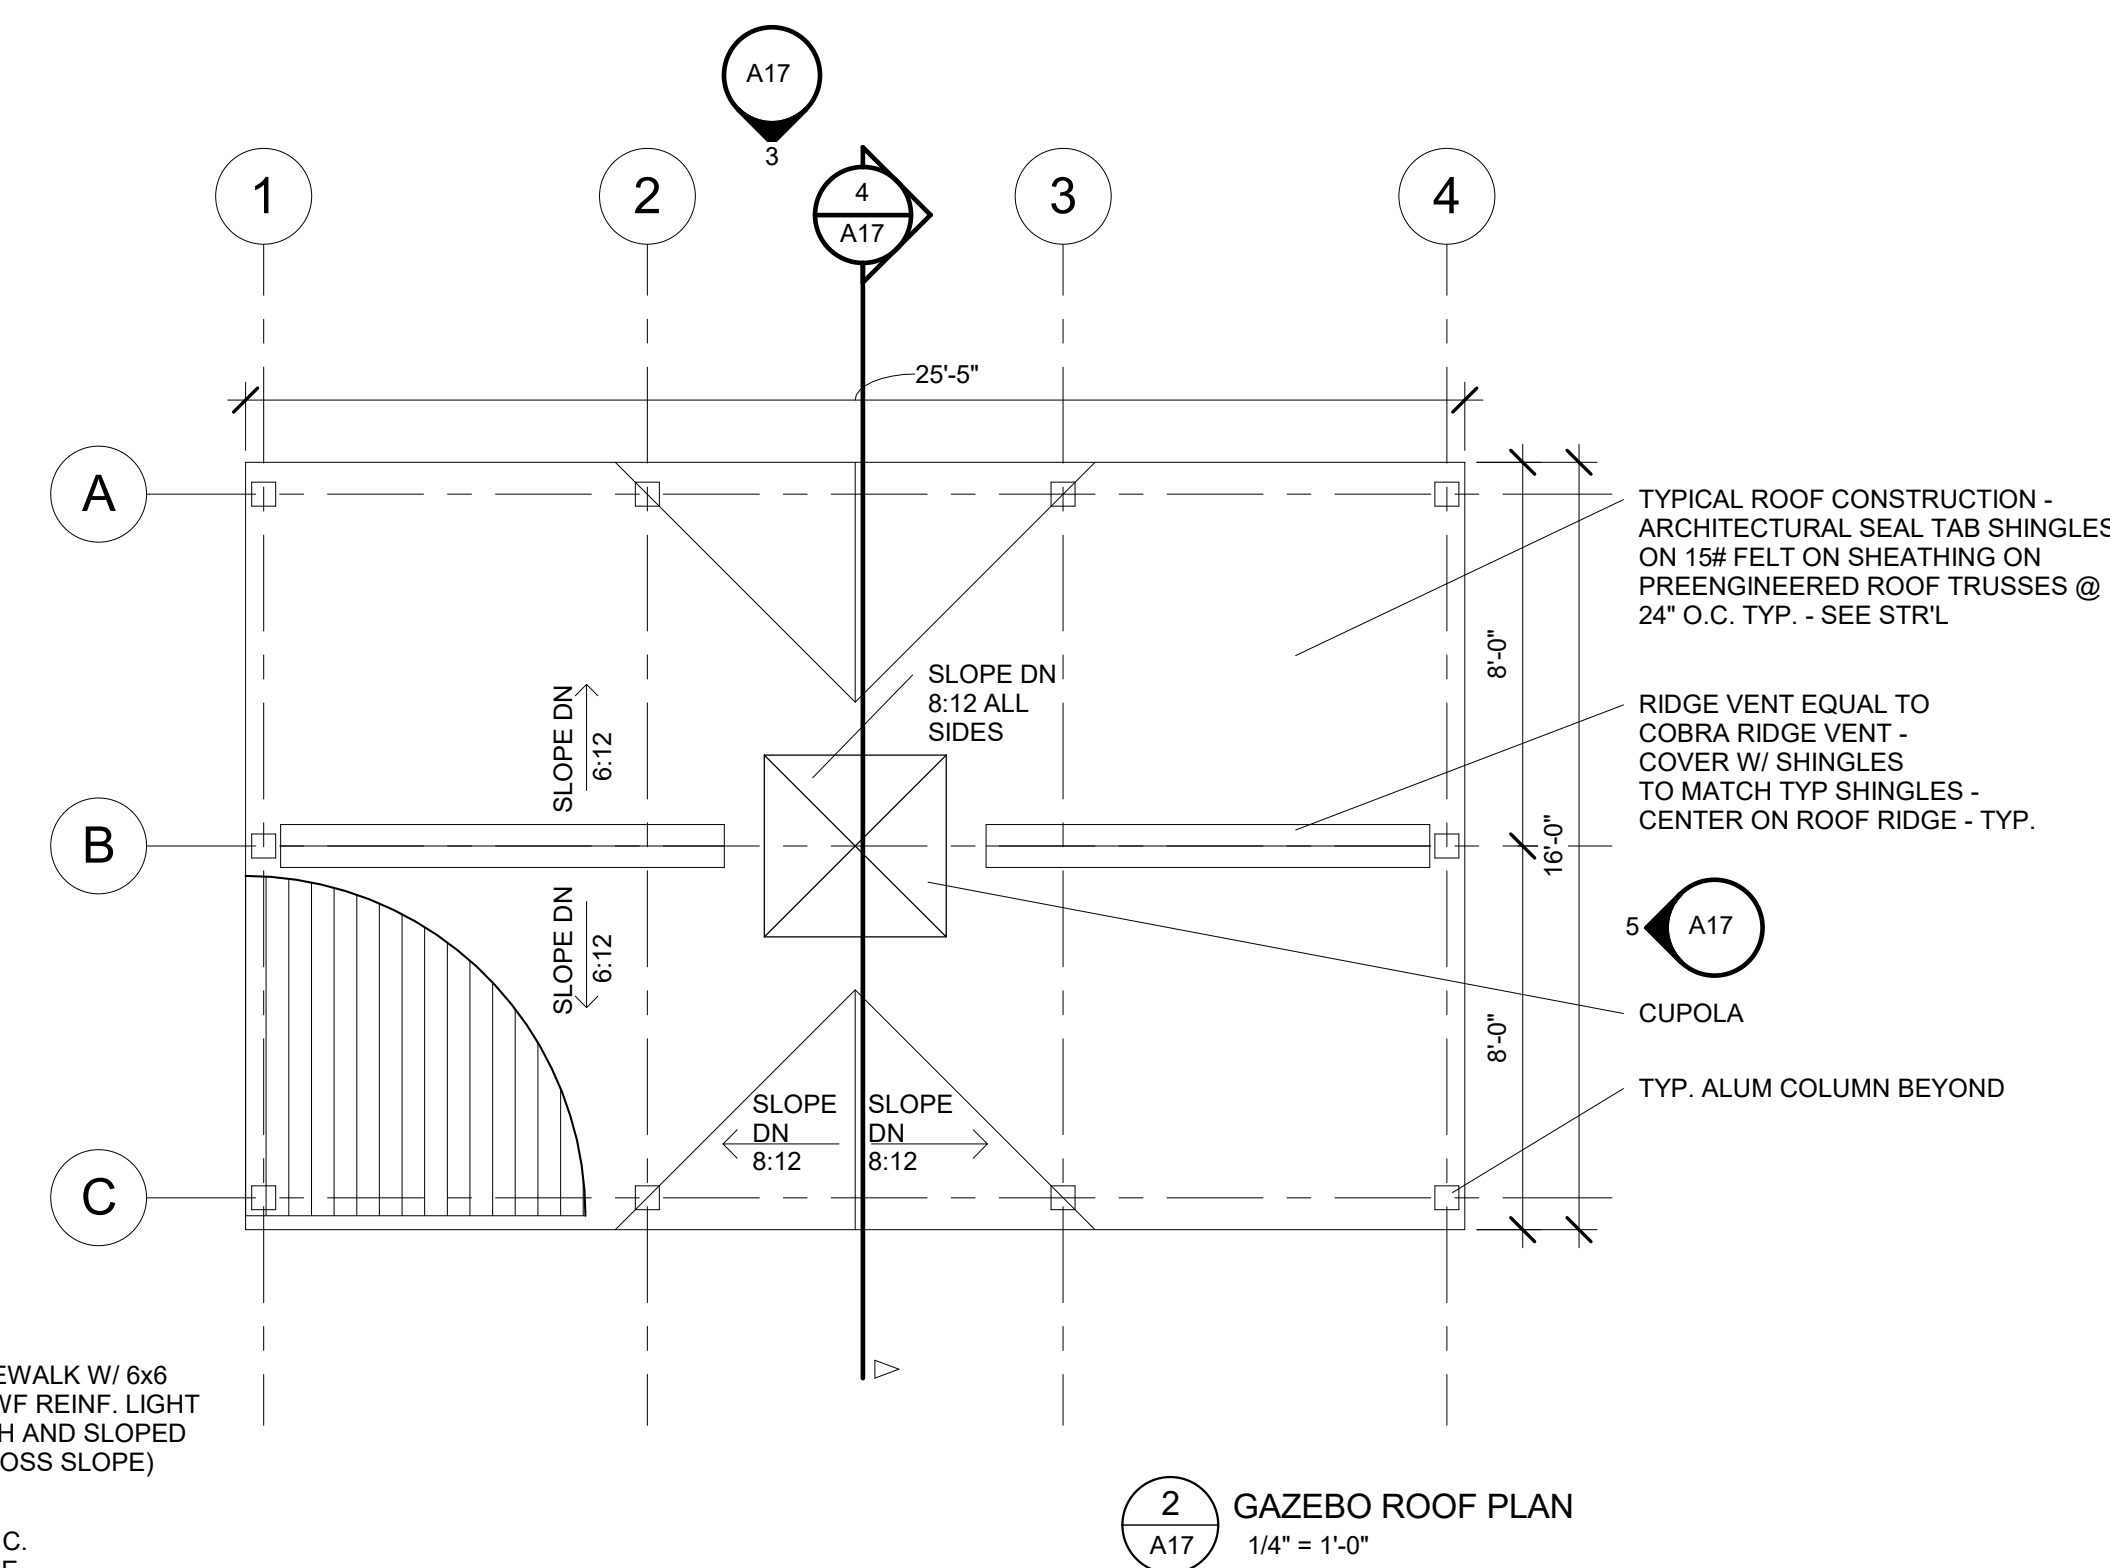 A17
3
1
2
4
A17
3
4
25'-5"
A
B
C
TYPICAL ROOF CONSTRUCTION -
ARCHITECTURAL SEAL TAB SHINGLES
ON 15# FELT ON SHEATHING ON
PREENGINEERED ROOF TRUSSES @
24" O.C. TYP. - SEE STR'L
8'-0"
SLOPE DN
8:12 ALL
SIDES
SLOPE DN
6:12
RIDGE VENT EQUAL TO
COBRA RIDGE VENT -
COVER W/ SHINGLES
TO MATCH TYP SHINGLES -
CENTER ON ROOF RIDGE - TYP.
16'-0"
SLOPE DN
6:12
5
A17
CUPOLA
8'-0"
TYP. ALUM COLUMN BEYOND
SLOPE
DN
8:12
SLOPE
DN
8:12
W/ 6x6
REINF. LIGHT
AND SLOPED
SLOPE)
C.
2
A17
GAZEBO ROOF PLAN
1/4" = 1'-0"